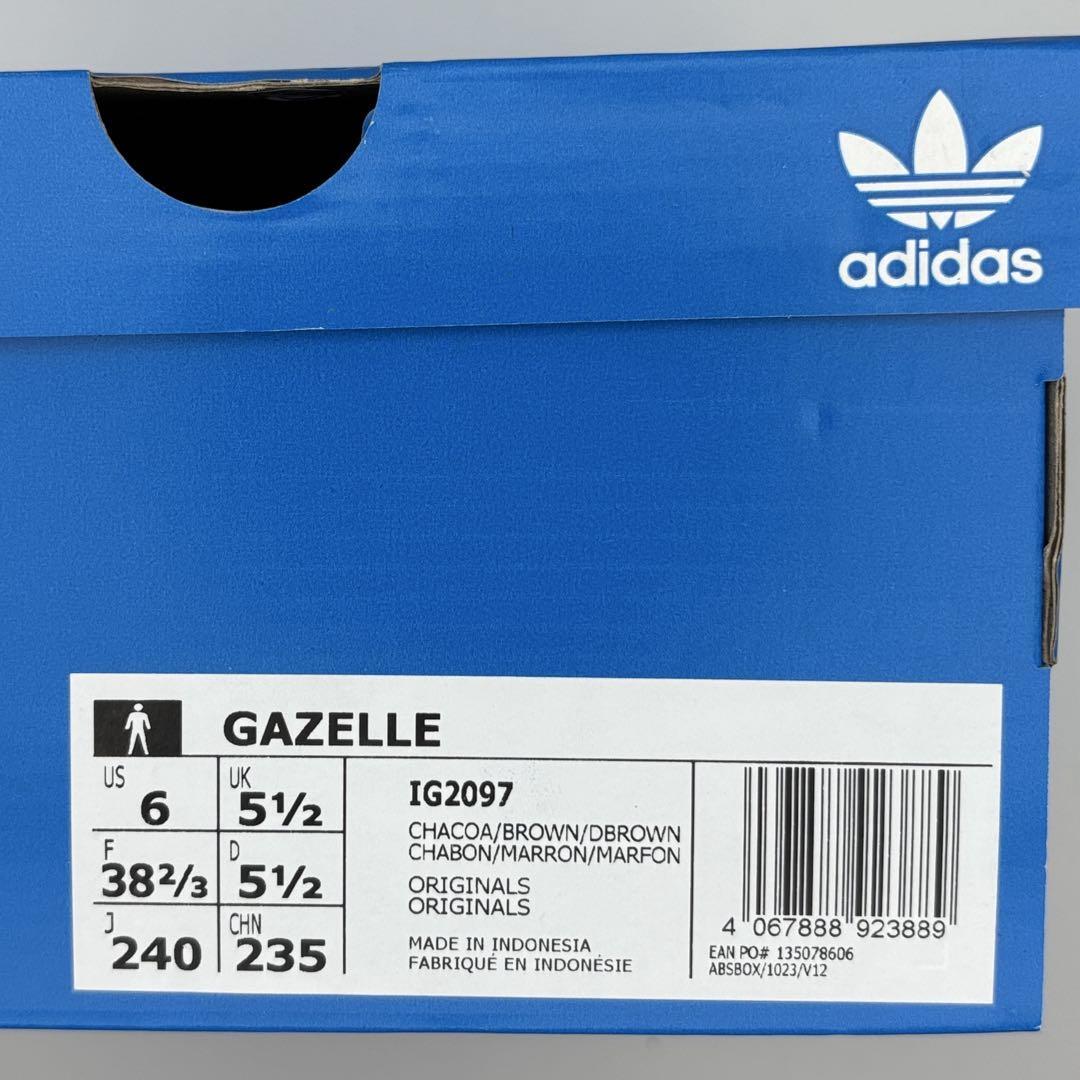 adidas
GAZELLE
US 6
UK 5½
F 38⅔
D 5½
J 240
CHN 235
IG2097
CHACOA/BROWN/DBROWN
CHABON/MARRON/MARFON
ORIGINALS
ORIGINALS
MADE IN INDONESIA
FABRIQUÉ EN INDONÉSIE
4 067888 923889
EAN PO# 135078606
ABSBOX/1023/V12